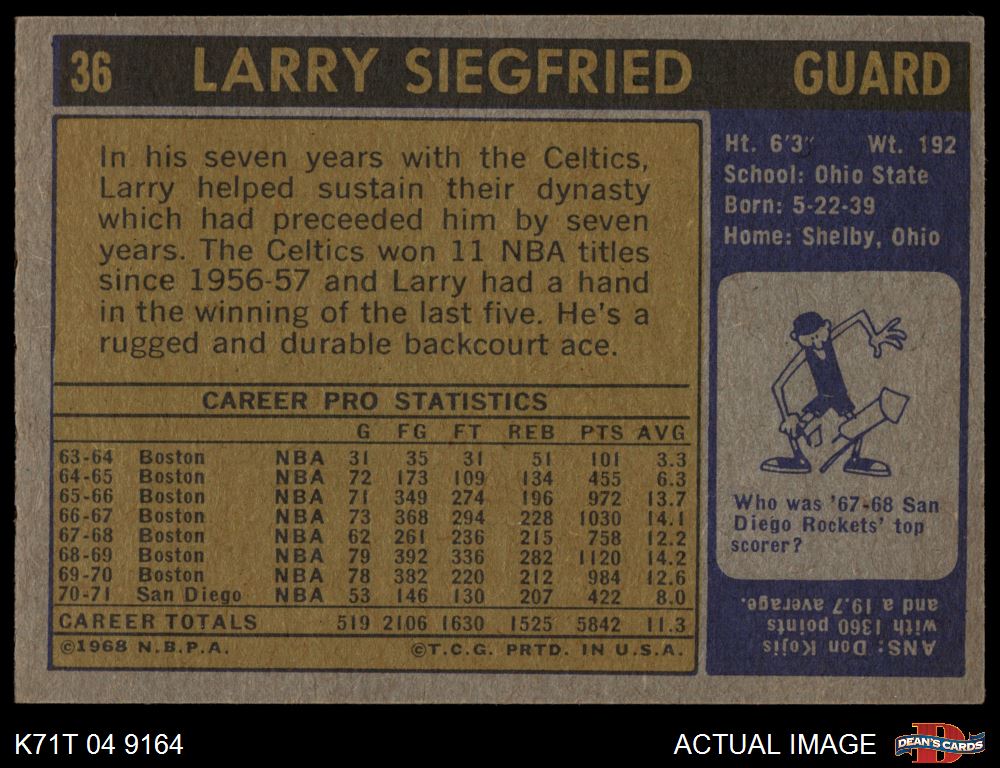 36 LARRY SIEGFRIED GUARD
In his seven years with the Celtics,
Larry helped sustain their dynasty
which had preceeded him by seven
years. The Celtics won 11 NBA titles
since 1956-57 and Larry had a hand
in the winning of the last five. He's a
rugged and durable backcourt ace.
CAREER PRO STATISTICS
G FG FT REB PTS AVG
63-64 Boston NBA 31 35 31 51 101 3.3
64-65 Boston NBA 72 173 109 134 455 6.3
65-66 Boston NBA 71 349 274 196 972 13.7
66-67 Boston NBA 73 368 294 228 1030 14.1
67-68 Boston NBA 62 261 236 215 758 12.2
68-69 Boston NBA 79 392 336 282 1120 14.2
69-70 Boston NBA 78 382 220 212 984 12.6
70-71 San Diego NBA 53 146 130 207 422 8.0
CAREER TOTALS 519 2106 1630 1525 5842 11.3
©1968 N.B.P.A. ©T.C.G. PRTD. IN U.S.A.
Ht. 6'3" Wt. 192
School: Ohio State
Born: 5-22-39
Home: Shelby, Ohio
Who was '67-68 San
Diego Rockets' top
scorer?
ANS: Don Kojis
with 1360 points
and a 19.7 average.
K71T 04 9164 ACTUAL IMAGE DEAN'S CARDS